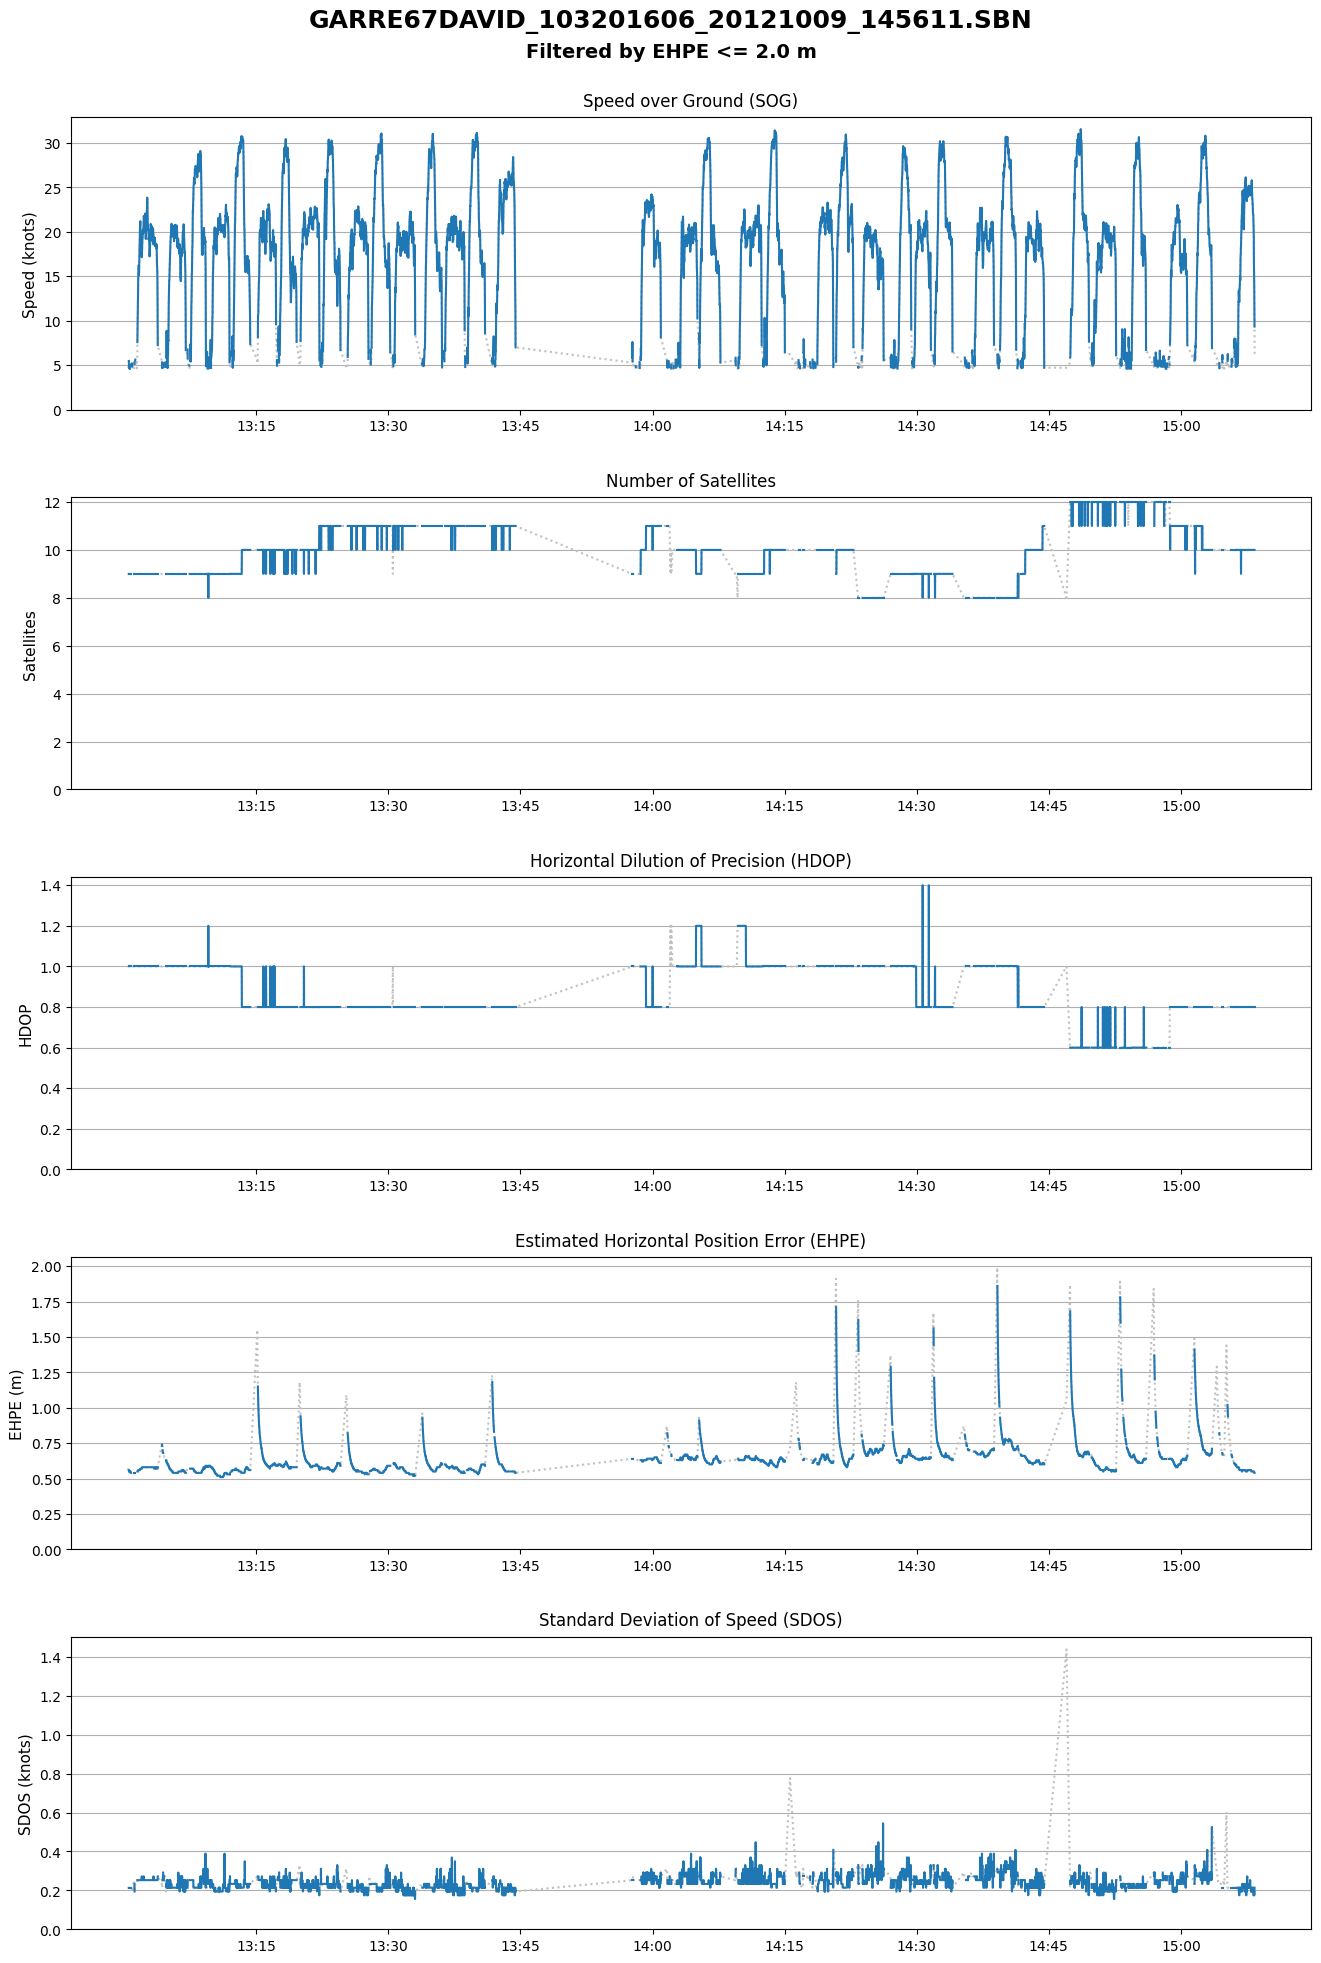 GARRE67DAVID_103201606_20121009_145611.SBN
Filtered by EHPE <= 2.0 m
Speed over Ground (SOG)
Speed (knots)
30
25
20
15
10
5
0
13:15 13:30 13:45 14:00 14:15 14:30 14:45 15:00
Number of Satellites
Satellites
12
10
8
6
4
2
0
13:15 13:30 13:45 14:00 14:15 14:30 14:45 15:00
Horizontal Dilution of Precision (HDOP)
HDOP
1.4
1.2
1.0
0.8
0.6
0.4
0.2
0.0
13:15 13:30 13:45 14:00 14:15 14:30 14:45 15:00
Estimated Horizontal Position Error (EHPE)
EHPE (m)
2.00
1.75
1.50
1.25
1.00
0.75
0.50
0.25
0.00
13:15 13:30 13:45 14:00 14:15 14:30 14:45 15:00
Standard Deviation of Speed (SDOS)
SDOS (knots)
1.4
1.2
1.0
0.8
0.6
0.4
0.2
0.0
13:15 13:30 13:45 14:00 14:15 14:30 14:45 15:00